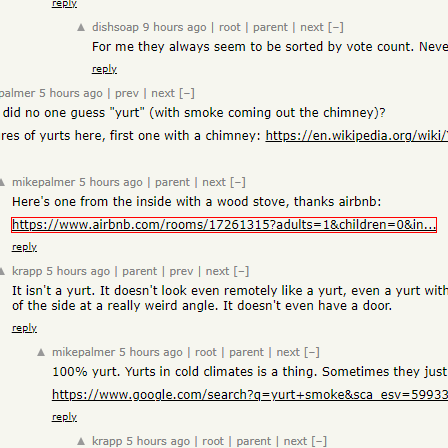 reply
▲ dishsoap 9 hours ago | root | parent | next [–]
For me they always seem to be sorted by vote count. Neve
reply
palmer 5 hours ago | prev | next [–]
did no one guess "yurt" (with smoke coming out the chimney)?
res of yurts here, first one with a chimney: https://en.wikipedia.org/wiki/
mikepalmer 5 hours ago | parent | next [–]
Here's one from the inside with a wood stove, thanks airbnb:
https://www.airbnb.com/rooms/17261315?adults=1&children=0&in...
reply
krapp 5 hours ago | parent | prev | next [–]
It isn't a yurt. It doesn't look even remotely like a yurt, even a yurt with
of the side at a really weird angle. It doesn't even have a door.
reply
▲ mikepalmer 5 hours ago | root | parent | next [–]
100% yurt. Yurts in cold climates is a thing. Sometimes they just
https://www.google.com/search?q=yurt+smoke&sca_esv=59933
reply
▲ krapp 5 hours ago | root | parent | next [–]